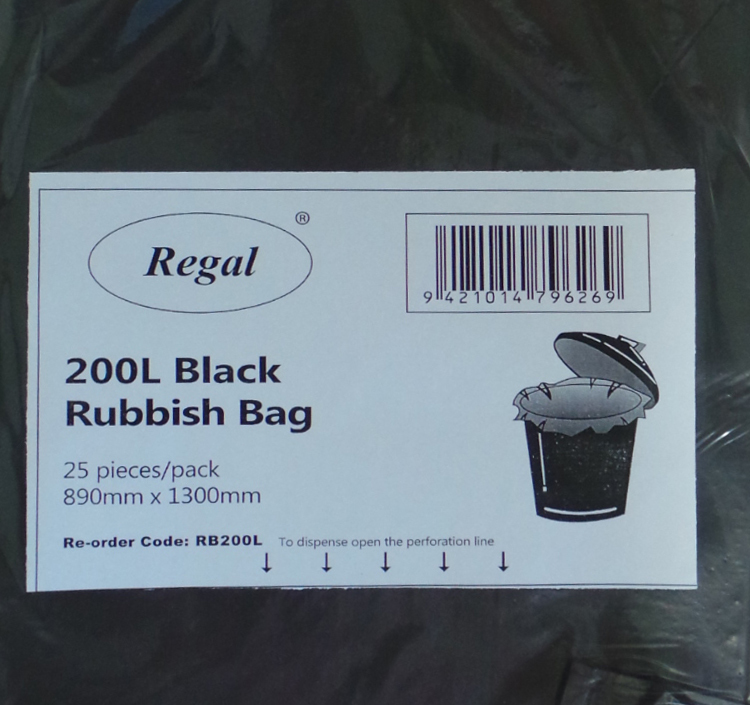 Regal ®
9 421014 796269
200L Black
Rubbish Bag
25 pieces/pack
890mm x 1300mm
Re-order Code: RB200L To dispense open the perforation line